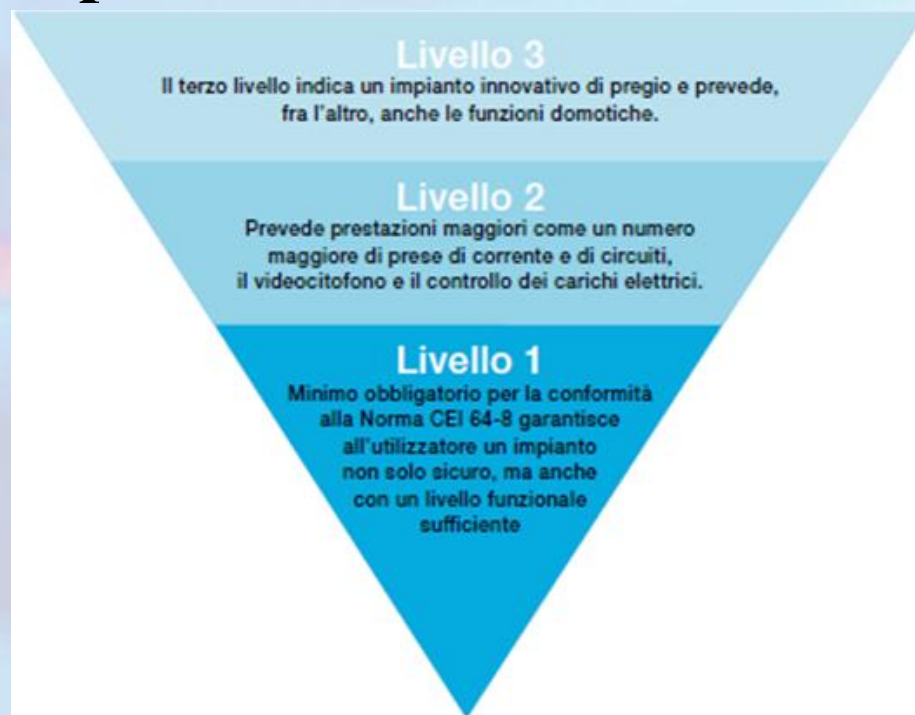 Livello 3
Il terzo livello indica un impianto innovativo di pregio e prevede,
fra l'altro, anche le funzioni domotiche.
Livello 2
Prevede prestazioni maggiori come un numero
maggiore di prese di corrente e di circuiti,
il videocitofono e il controllo dei carichi elettrici.
Livello 1
Minimo obbligatorio per la conformità
alla Norma CEI 64-8 garantisce
all'utilizzatore un impianto
non solo sicuro, ma anche
con un livello funzionale
sufficiente